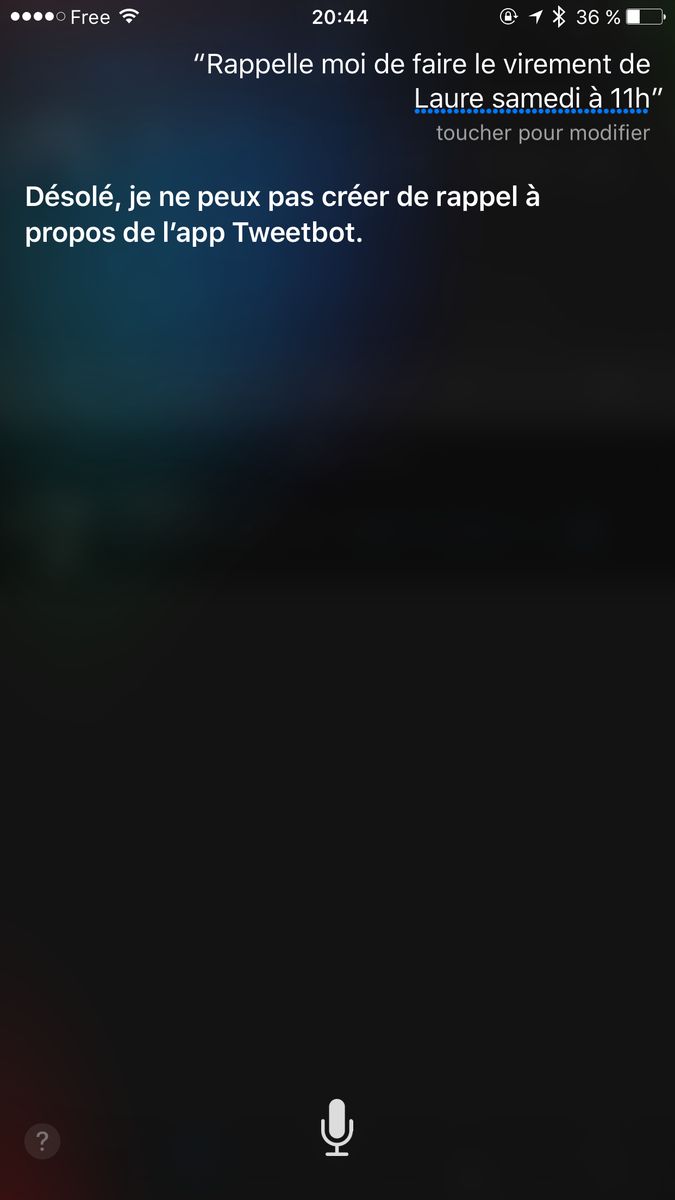 Free 20:44 36 %
“Rappelle moi de faire le virement de
Laure samedi à 11h”
toucher pour modifier
Désolé, je ne peux pas créer de rappel à
propos de l’app Tweetbot.
?